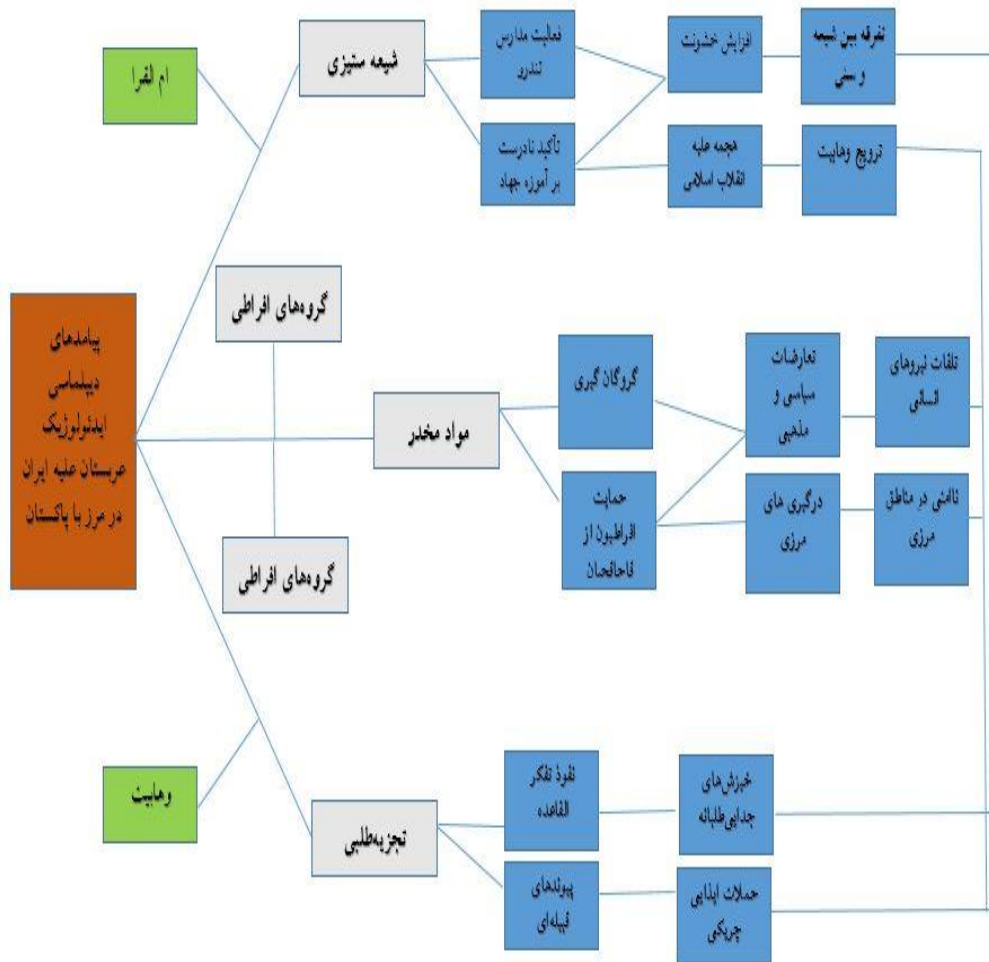 ام القرا
شیعه ستیزی
فعالیت مدارس
تندرو
افزایش خشونت
تفرقه بین شیعه
و سنی
تأکید نادرست
بر آموزه جهاد
هجمه علیه
انقلاب اسلامی
ترویج وهابیت
پیامدهای
دیپلماسی
ایدئولوژیک
عربستان علیه ایران
در مرز با پاکستان
گروه‌های افراطی
مواد مخدر
گروگان گیری
تعارضات
سیاسی و
مذهبی
تلفات نیروهای
انسانی
حمایت
افراطیون از
قاچاقچیان
درگیری های
مرزی
ناامنی در مناطق
مرزی
گروه‌های افراطی
وهابیت
تجزیه‌طلبی
نفوذ تفکر
القاعده
خیزش‌های
جدایی‌طلبانه
پیوندهای
قبیله‌ای
حملات ایذایی
چریکی